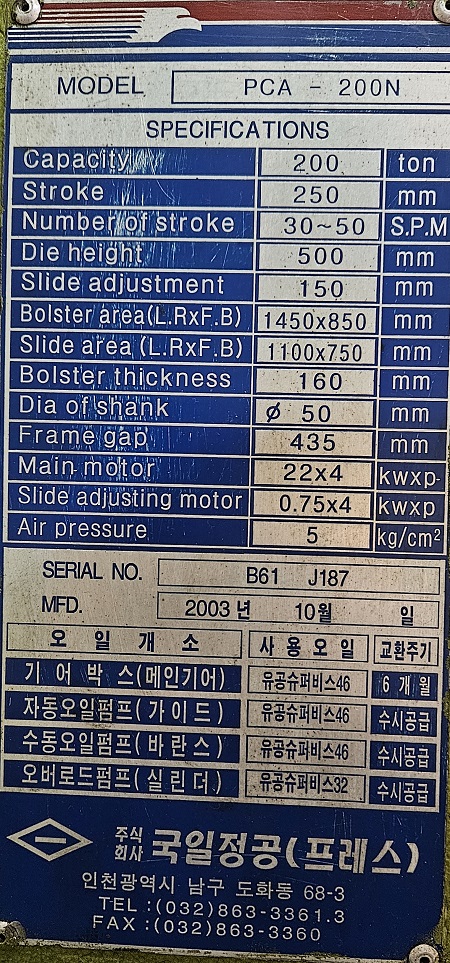 MODEL PCA - 200N
SPECIFICATIONS
Capacity 200 ton
Stroke 250 mm
Number of stroke 30~50 S.P.M
Die height 500 mm
Slide adjustment 150 mm
Bolster area(L.RxF.B) 1450x850 mm
Slide area (L.RxF.B) 1100x750 mm
Bolster thickness 160 mm
Dia of shank ø 50 mm
Frame gap 435 mm
Main motor 22x4 kwxp
Slide adjusting motor 0.75x4 kwxp
Air pressure 5 kg/cm²
SERIAL NO. B61 J187
MFD. 2003년 10월 일
오일개소 사용오일 교환주기
기어박스(메인기어) 유공슈퍼비스46 6개월
자동오일펌프(가이드) 유공슈퍼비스46 수시공급
수동오일펌프(바란스) 유공슈퍼비스46 수시공급
오버로드펌프(실린더) 유공슈퍼비스32 수시공급
주식회사 국일정공(프레스)
인천광역시 남구 도화동 68-3
TEL :(032)863-3361.3
FAX :(032)863-3360